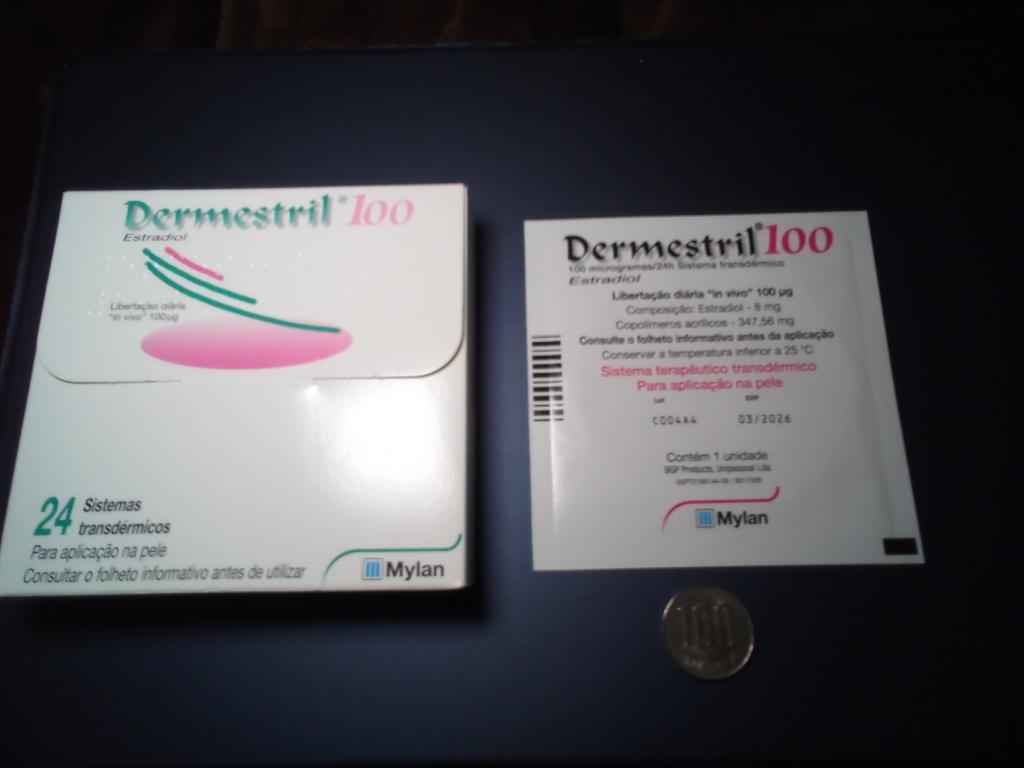 Dermestril® 100
Estradiol
Libertação diária
"in vivo" 100 µg
24 Sistemas
transdérmicos
Para aplicação na pele
Consultar o folheto informativo antes de utilizar
Mylan
Dermestril® 100
100 microgramas/24h Sistema transdérmico
Estradiol
Libertação diária "in vivo" 100 µg
Composição: Estradiol - 8 mg
Copolímeros acrílicos - 347,56 mg
Consulte o folheto informativo antes da aplicação
Conservar a temperatura inferior a 25 °C
Sistema terapêutico transdérmico
Para aplicação na pele
Lot EXP
C004X4 03/2026
Contém 1 unidade
BGP Products, Unipessoal Lda.
Mylan
100